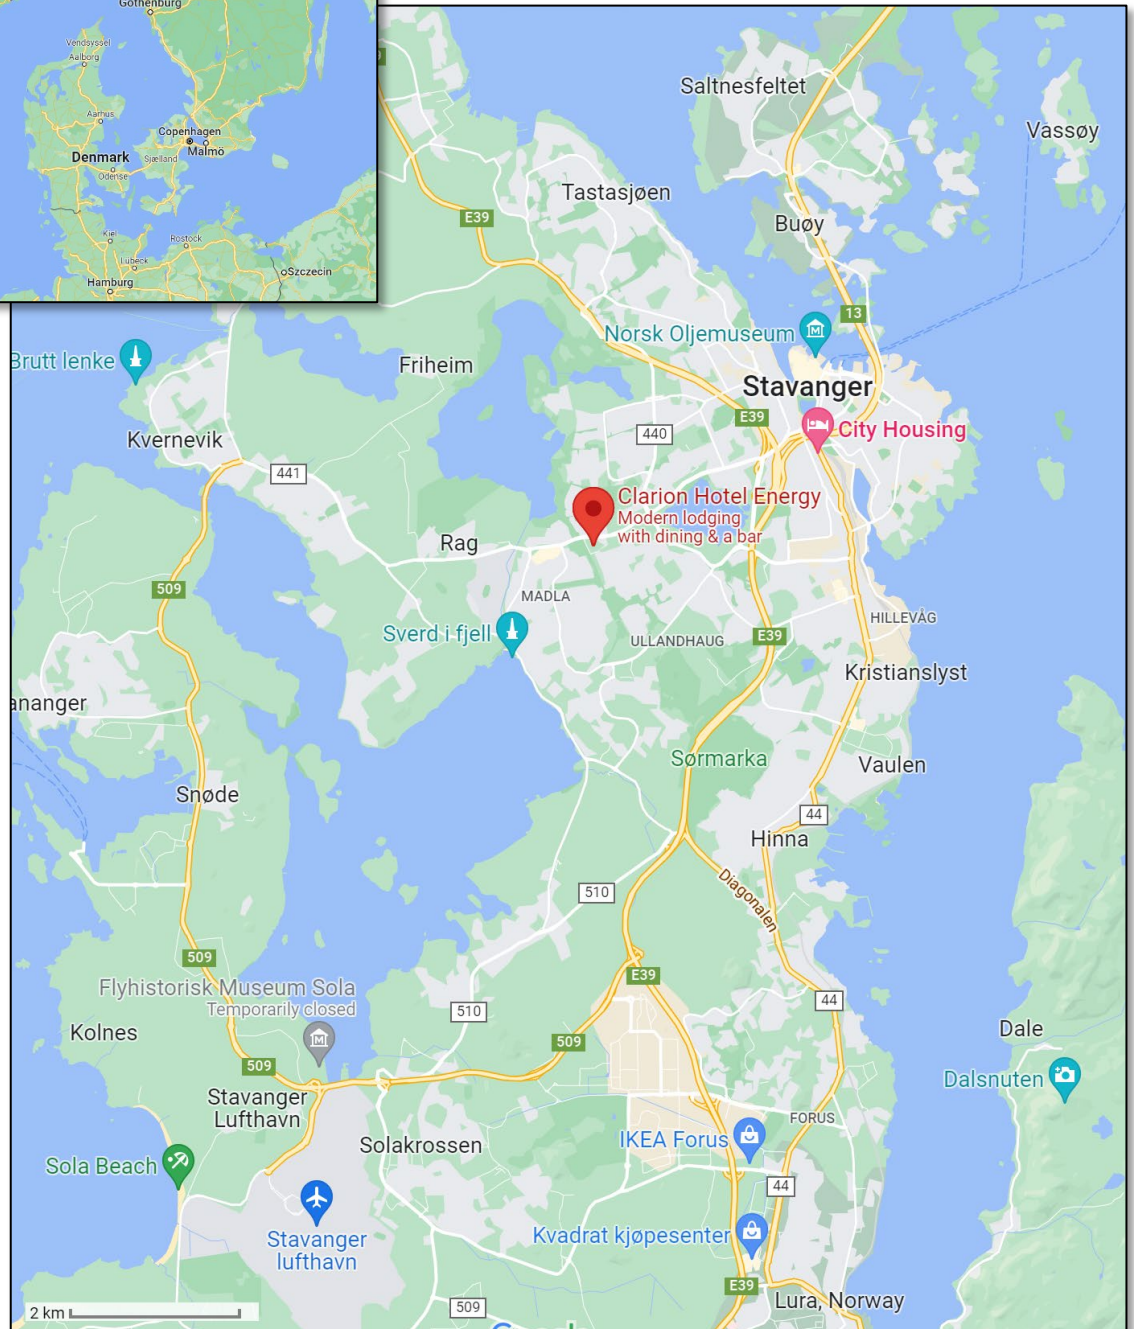 Gothenburg
Vendsyssel
Aalborg
Aarhus
Copenhagen
Malmö
Denmark
Sjælland
Odense
Kiel
Rostock
Lübeck
Szczecin
Hamburg
Saltnesfeltet
Vassøy
Tastasjøen
E39
Buøy
13
Norsk Oljemuseum
Brutt lenke
Friheim
Stavanger
E39
City Housing
440
Kvernevik
441
Clarion Hotel Energy
Modern lodging
with dining & a bar
Rag
509
MADLA
HILLEVÅG
Sverd i fjell
ULLANDHAUG
E39
Kristianslyst
ananger
Sørmarka
Vaulen
Snøde
44
Hinna
Diagonalen
510
509
E39
Flyhistorisk Museum Sola
Temporarily closed
510
44
Kolnes
509
Dale
509
Dalsnuten
Stavanger
Lufthavn
FORUS
Solakrossen
IKEA Forus
Sola Beach
44
Stavanger
lufthavn
Kvadrat kjøpesenter
E39
Lura, Norway
509
2 km